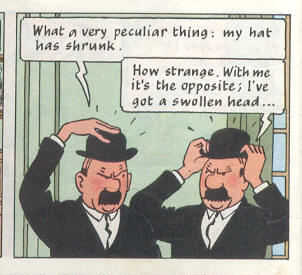 What a very peculiar thing: my hat
has shrunk.
How strange. With me
it's the opposite; I've
got a swollen head...